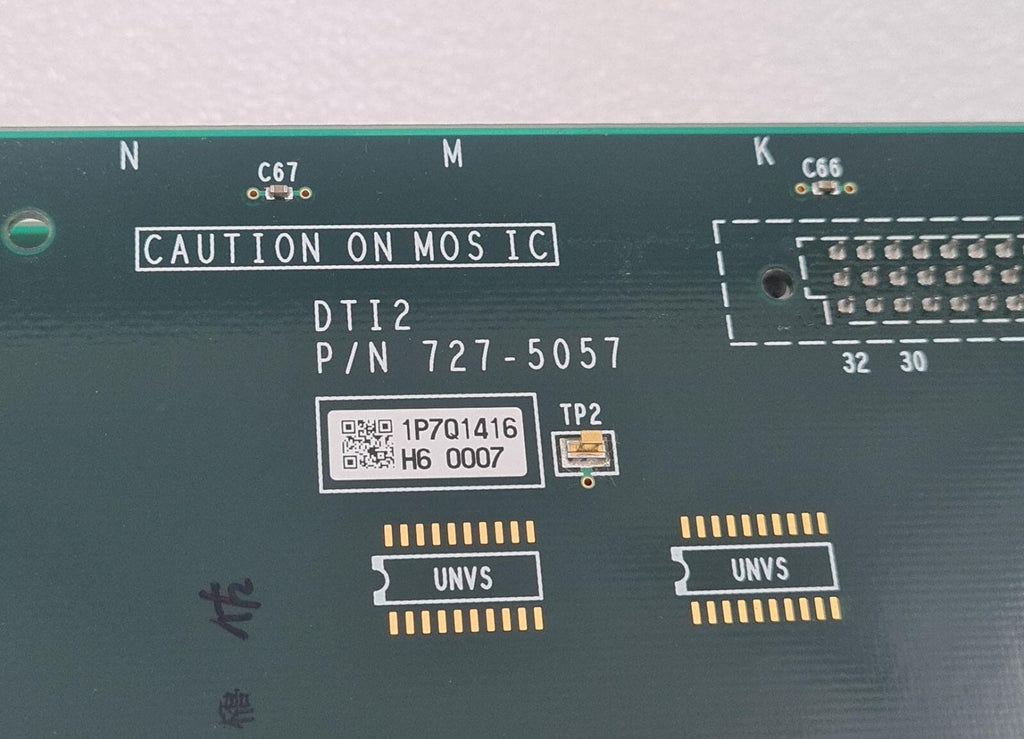 N
M
K
C67
C66
CAUTION ON MOS IC
DTI2
P/N 727-5057
32 30
1P7Q1416
H6 0007
TP2
UNVS
UNVS